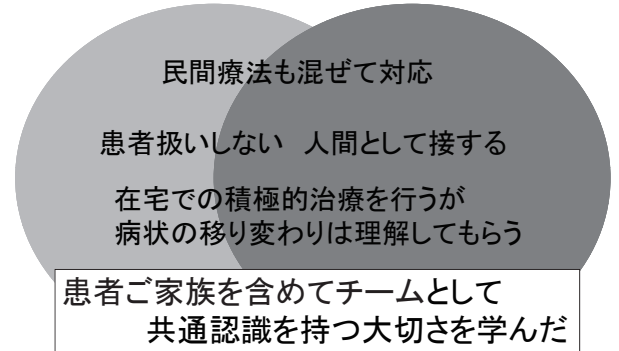 民間療法も混ぜて対応
患者扱いしない 人間として接する
在宅での積極的治療を行うが
病状の移り変わりは理解してもらう
患者ご家族を含めてチームとして
共通認識を持つ大切さを学んだ